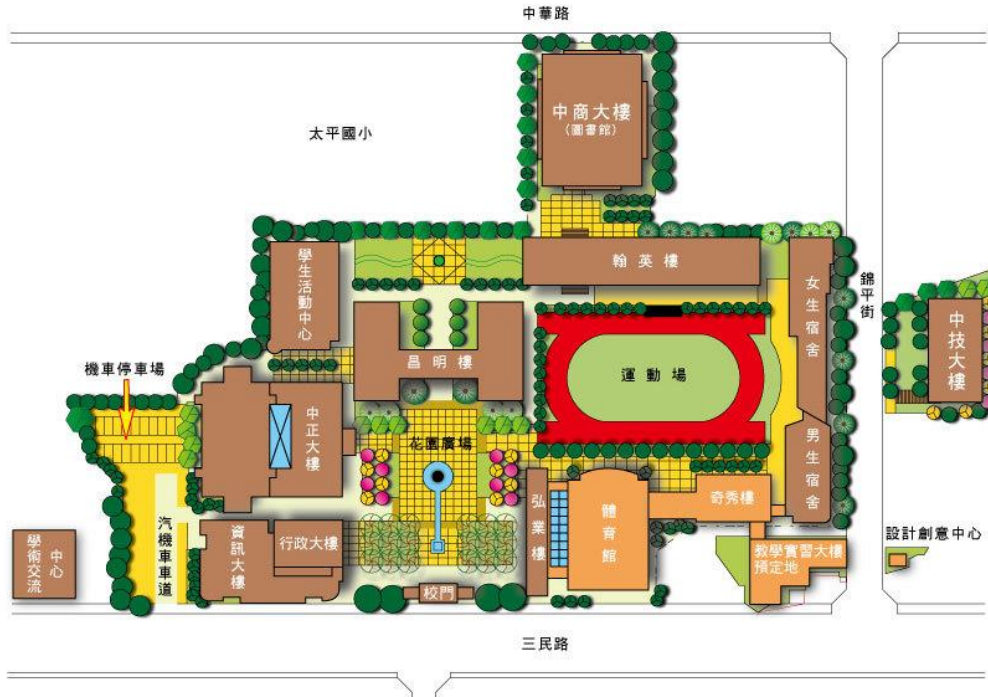 中華路
中商大樓
(圖書館)
太平國小
翰英樓
學生活動中心
女生宿舍
錦平街
中技大樓
昌明樓
運動場
機車停車場
中正大樓
花園廣場
男生宿舍
奇秀樓
弘業樓
體育館
汽機車車道
資訊大樓
行政大樓
設計創意中心
教學實習大樓
預定地
學術交流
中心
校門
三民路